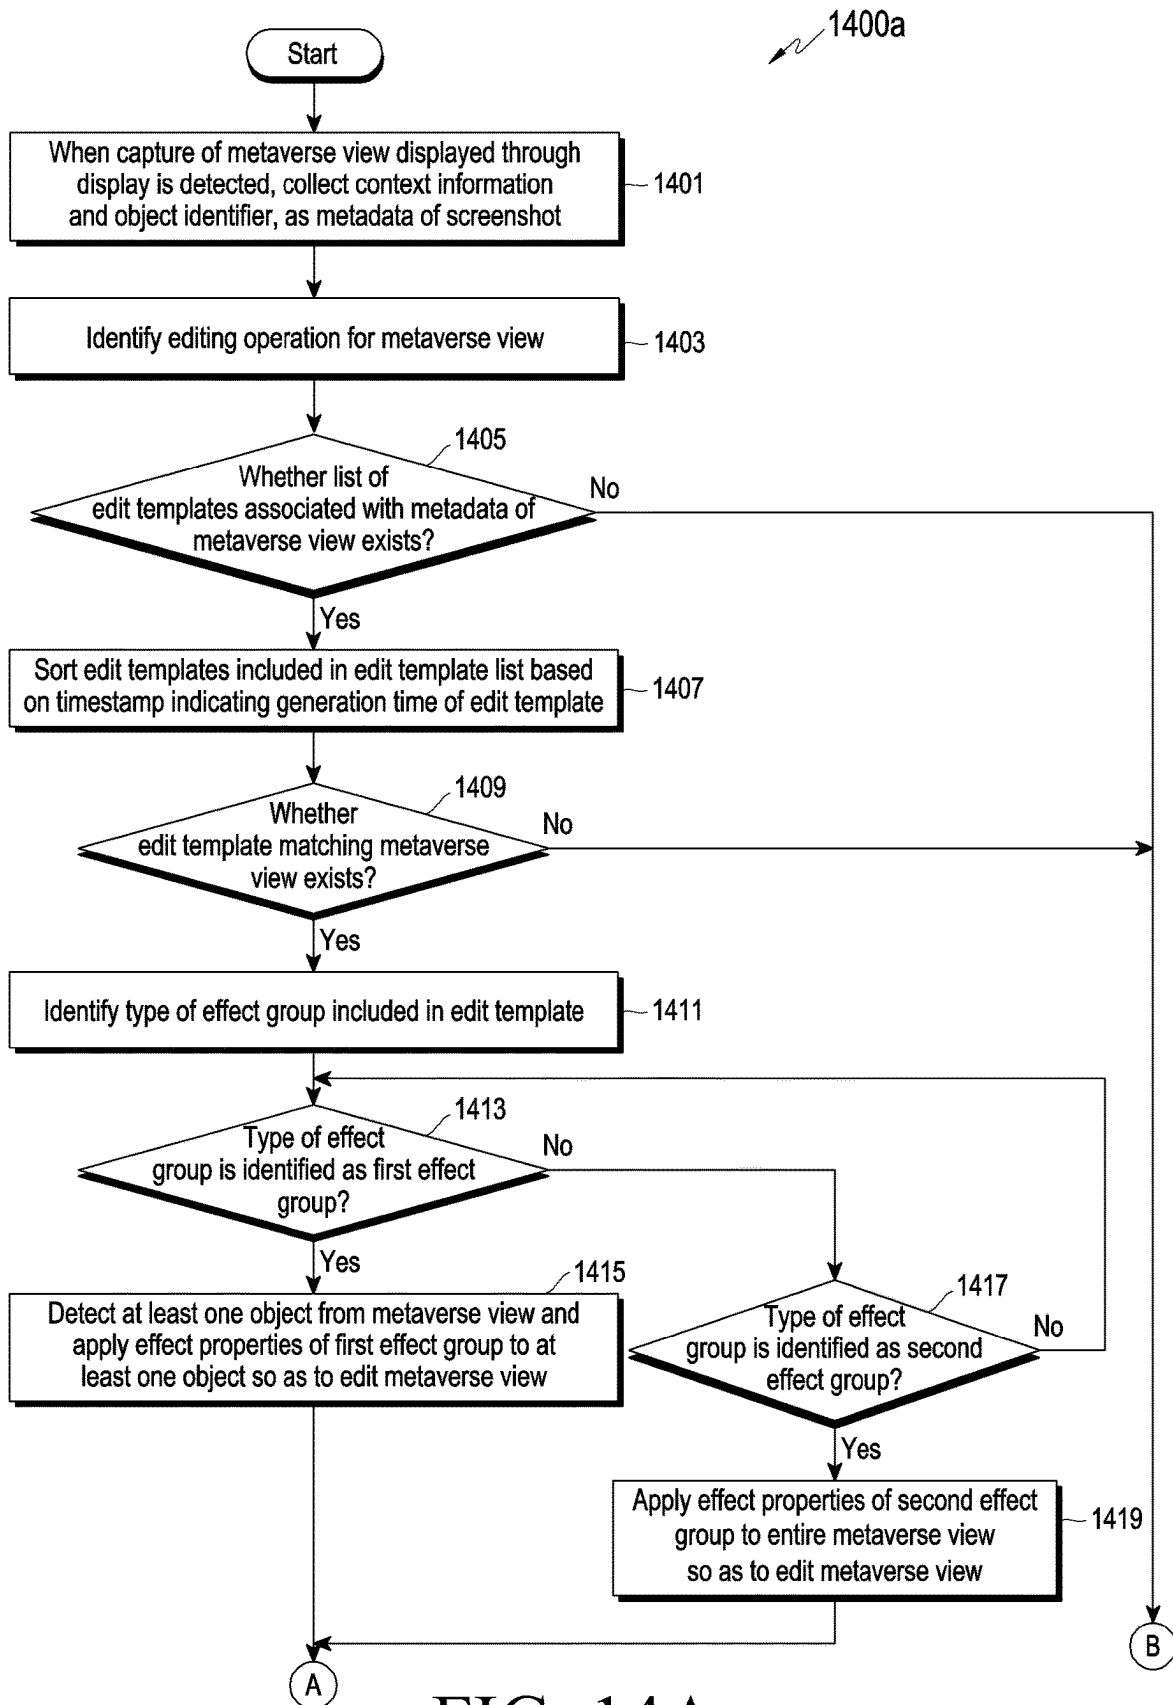 1400a
Start
When capture of metaverse view displayed through
display is detected, collect context information
and object identifier, as metadata of screenshot
1401
Identify editing operation for metaverse view
1403
1405
Whether list of
edit templates associated with metadata of
metaverse view exists?
No
Yes
Sort edit templates included in edit template list based
on timestamp indicating generation time of edit template
1407
1409
Whether
edit template matching metaverse
view exists?
No
Yes
Identify type of effect group included in edit template
1411
1413
Type of effect
group is identified as first effect
group?
No
Yes
1415
Detect at least one object from metaverse view and
apply effect properties of first effect group to at
least one object so as to edit metaverse view
1417
Type of effect
group is identified as second
effect group?
No
Yes
Apply effect properties of second effect
group to entire metaverse view
so as to edit metaverse view
1419
A
B
FIG. 14A